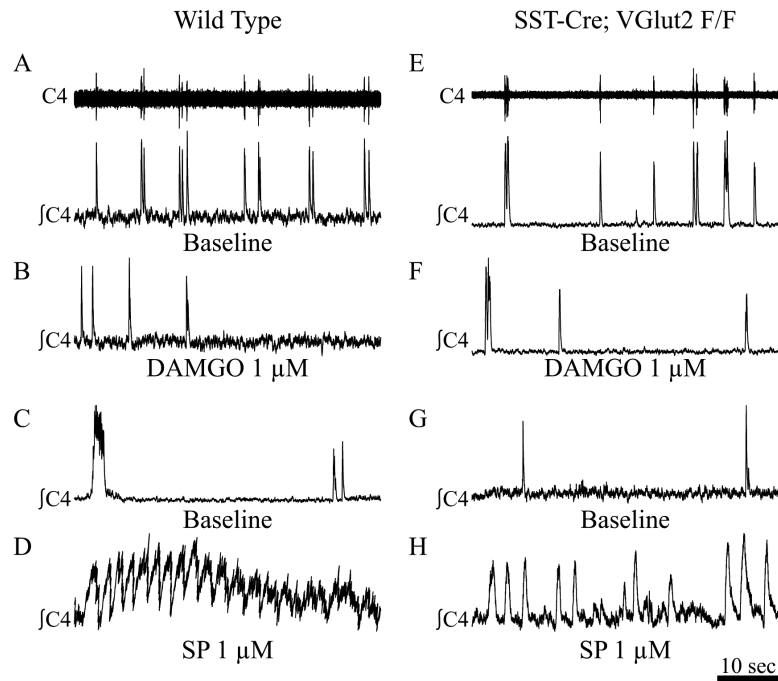 Wild Type
SST-Cre; VGlut2 F/F
A
C4
∫C4
Baseline
E
C4
∫C4
Baseline
B
∫C4
DAMGO 1 µM
F
∫C4
DAMGO 1 µM
C
∫C4
Baseline
G
∫C4
Baseline
D
∫C4
SP 1 µM
H
∫C4
SP 1 µM
10 sec